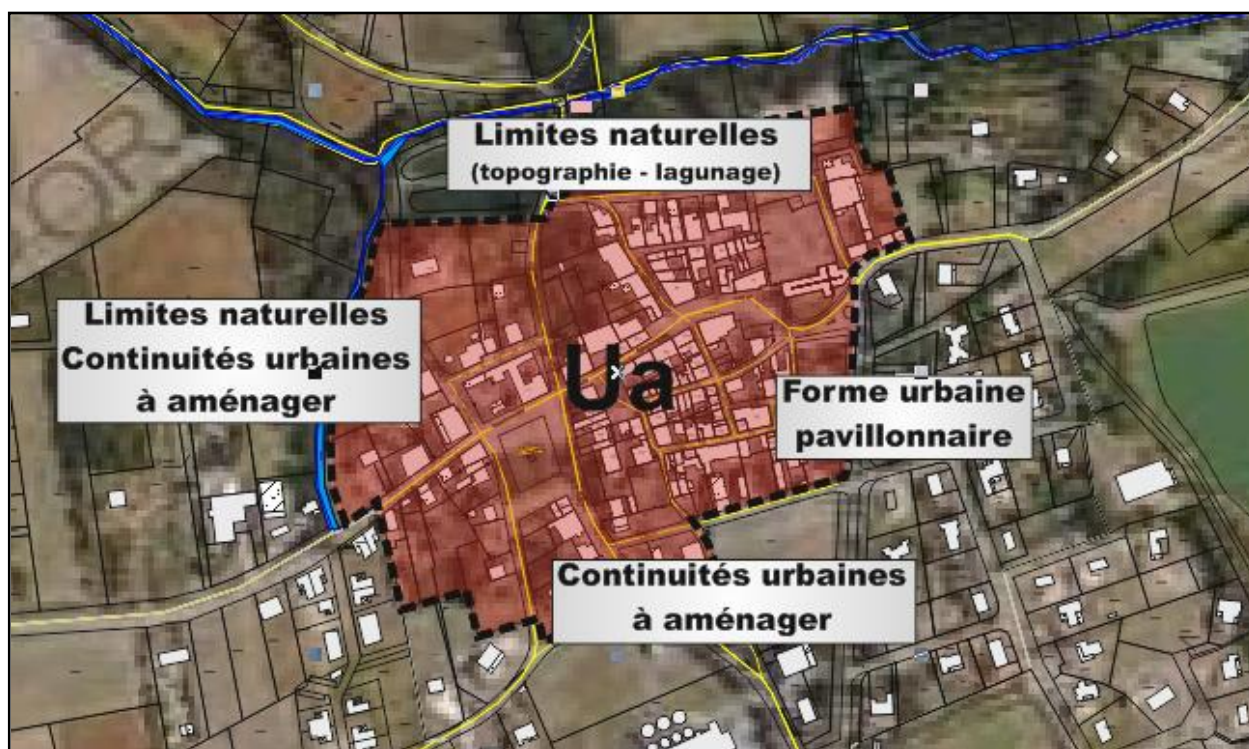 Limites naturelles
(topographie - lagunage)
Limites naturelles
Continuités urbaines
à aménager
Ua
Forme urbaine
pavillonnaire
Continuités urbaines
à aménager